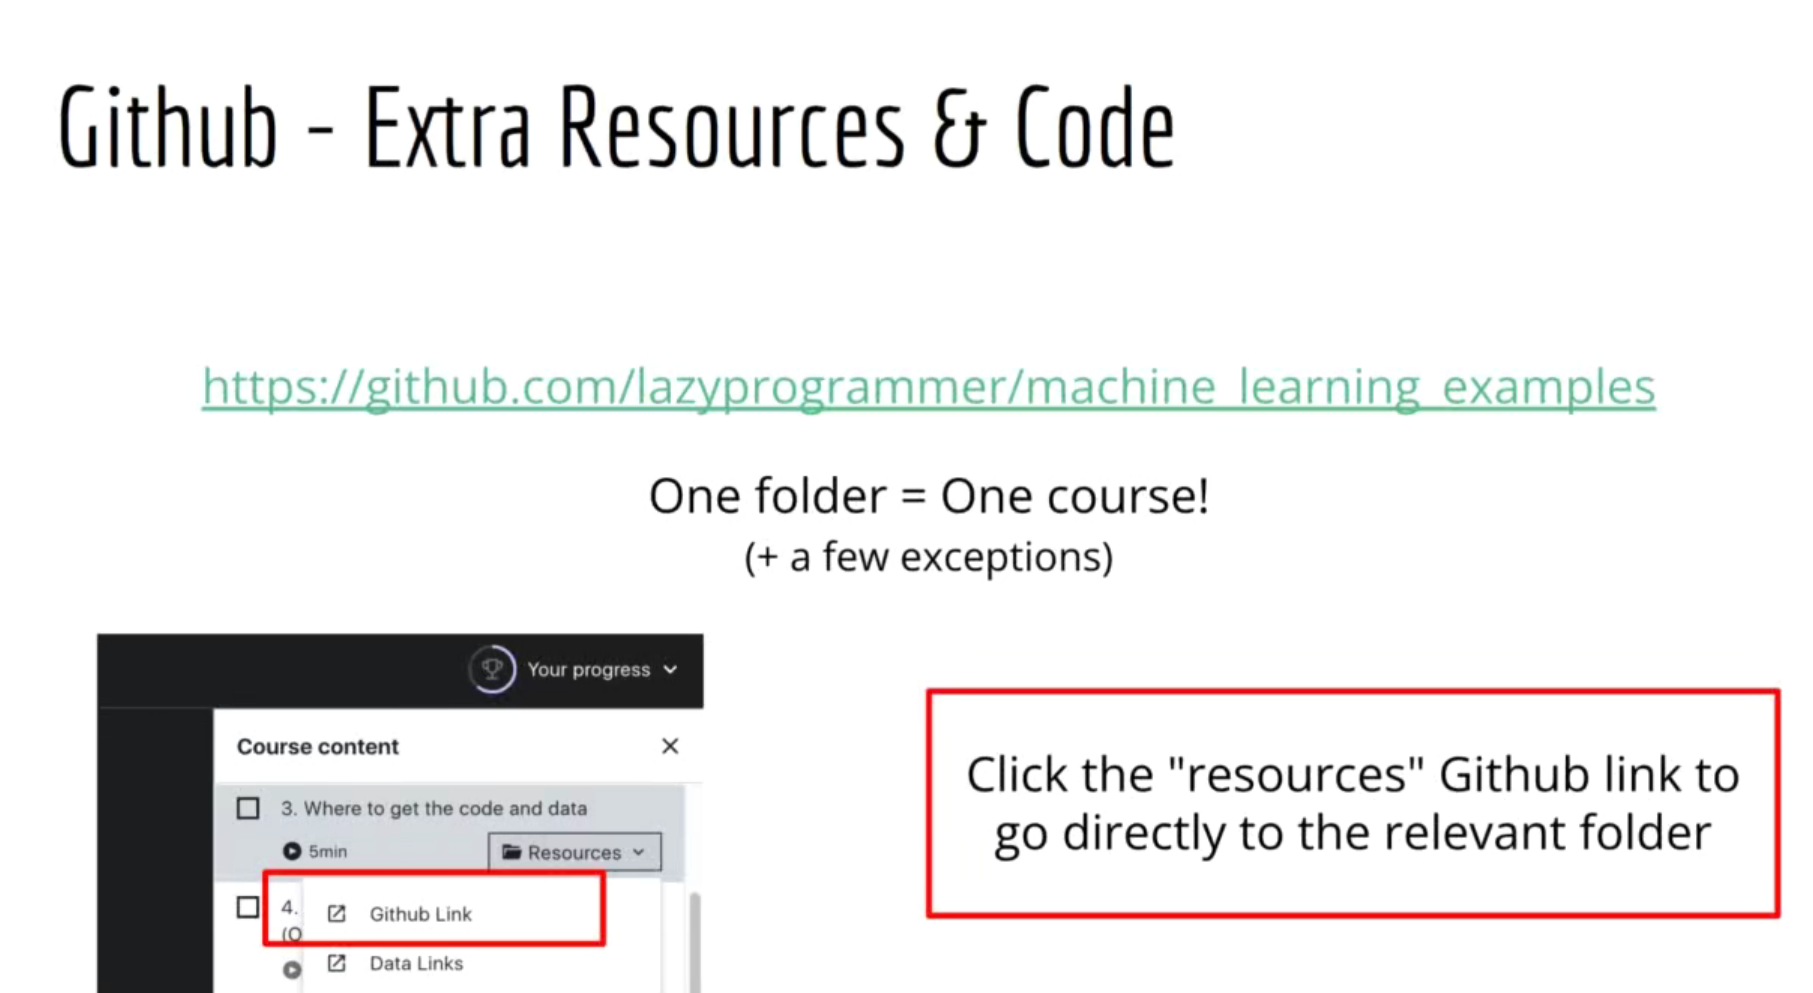 Github - Extra Resources & Code
https://github.com/lazyprogrammer/machine_learning_examples
One folder = One course!
(+ a few exceptions)
Your progress
Course content
3. Where to get the code and data
5min
Resources
4.
(O
Github Link
Data Links
Click the "resources" Github link to
go directly to the relevant folder